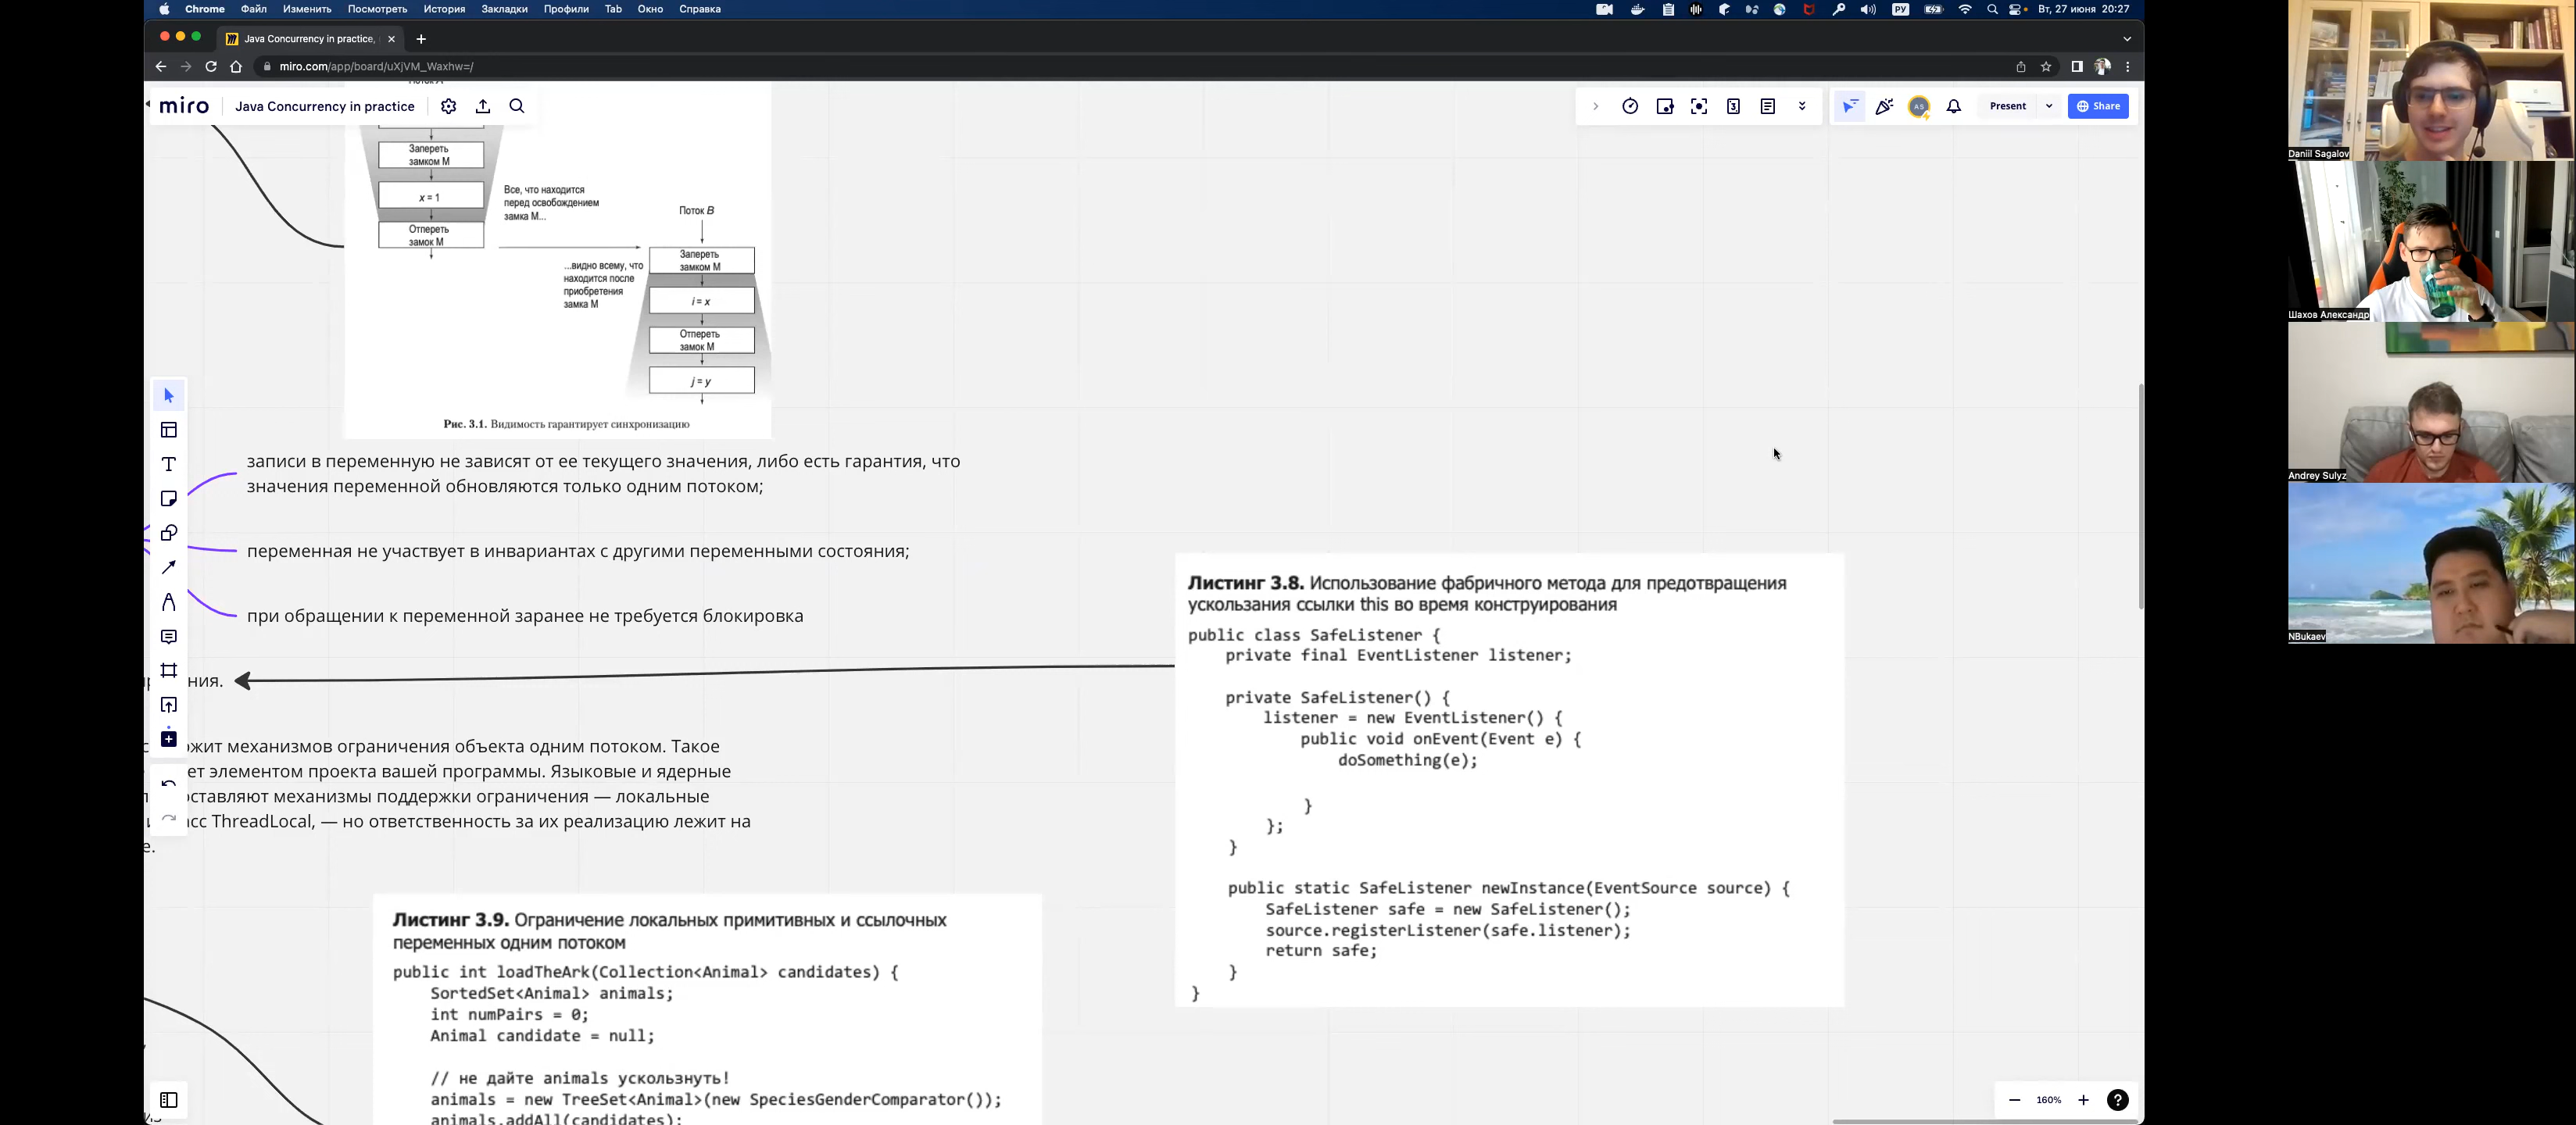 Chrome Файл Изменить Посмотреть История Закладки Профили Tab Окно Справка
РУ
Вт, 27 июня 20:27
Java Concurrency in practice,
miro.com/app/board/uXjVM_Waxhw=/
miro
Java Concurrency in practice
3
AS
Present
Share
Запереть
замком М
x = 1
Отпереть
замок М
Все, что находится
перед освобождением
замка М...
Поток B
...видно всему, что
находится после
приобретения
замка М
Запереть
замком М
i = x
Отпереть
замок М
j = y
Рис. 3.1. Видимость гарантирует синхронизацию
записи в переменную не зависят от ее текущего значения, либо есть гарантия, что
значения переменной обновляются только одним потоком;
переменная не участвует в инвариантах с другими переменными состояния;
при обращении к переменной заранее не требуется блокировка
ния.
механизмов ограничения объекта одним потоком. Такое
элементом проекта вашей программы. Языковые и ядерные
механизмы поддержки ограничения — локальные
ThreadLocal, — но ответственность за их реализацию лежит на
е.
Листинг 3.8. Использование фабричного метода для предотвращения
ускользания ссылки this во время конструирования
public class SafeListener {
private final EventListener listener;
private SafeListener() {
listener = new EventListener() {
public void onEvent(Event e) {
doSomething(e);
}
};
}
public static SafeListener newInstance(EventSource source) {
SafeListener safe = new SafeListener();
source.registerListener(safe.listener);
return safe;
}
}
Листинг 3.9. Ограничение локальных примитивных и ссылочных
переменных одним потоком
public int loadTheArk(Collection<Animal> candidates) {
SortedSet<Animal> animals;
int numPairs = 0;
Animal candidate = null;
// не дайте animals ускользнуть!
animals = new TreeSet<Animal>(new SpeciesGenderComparator());
animals.addAll(candidates);
160%
Daniil Sagalov
Шахов Александр
Andrey Sulyz
NBukaev